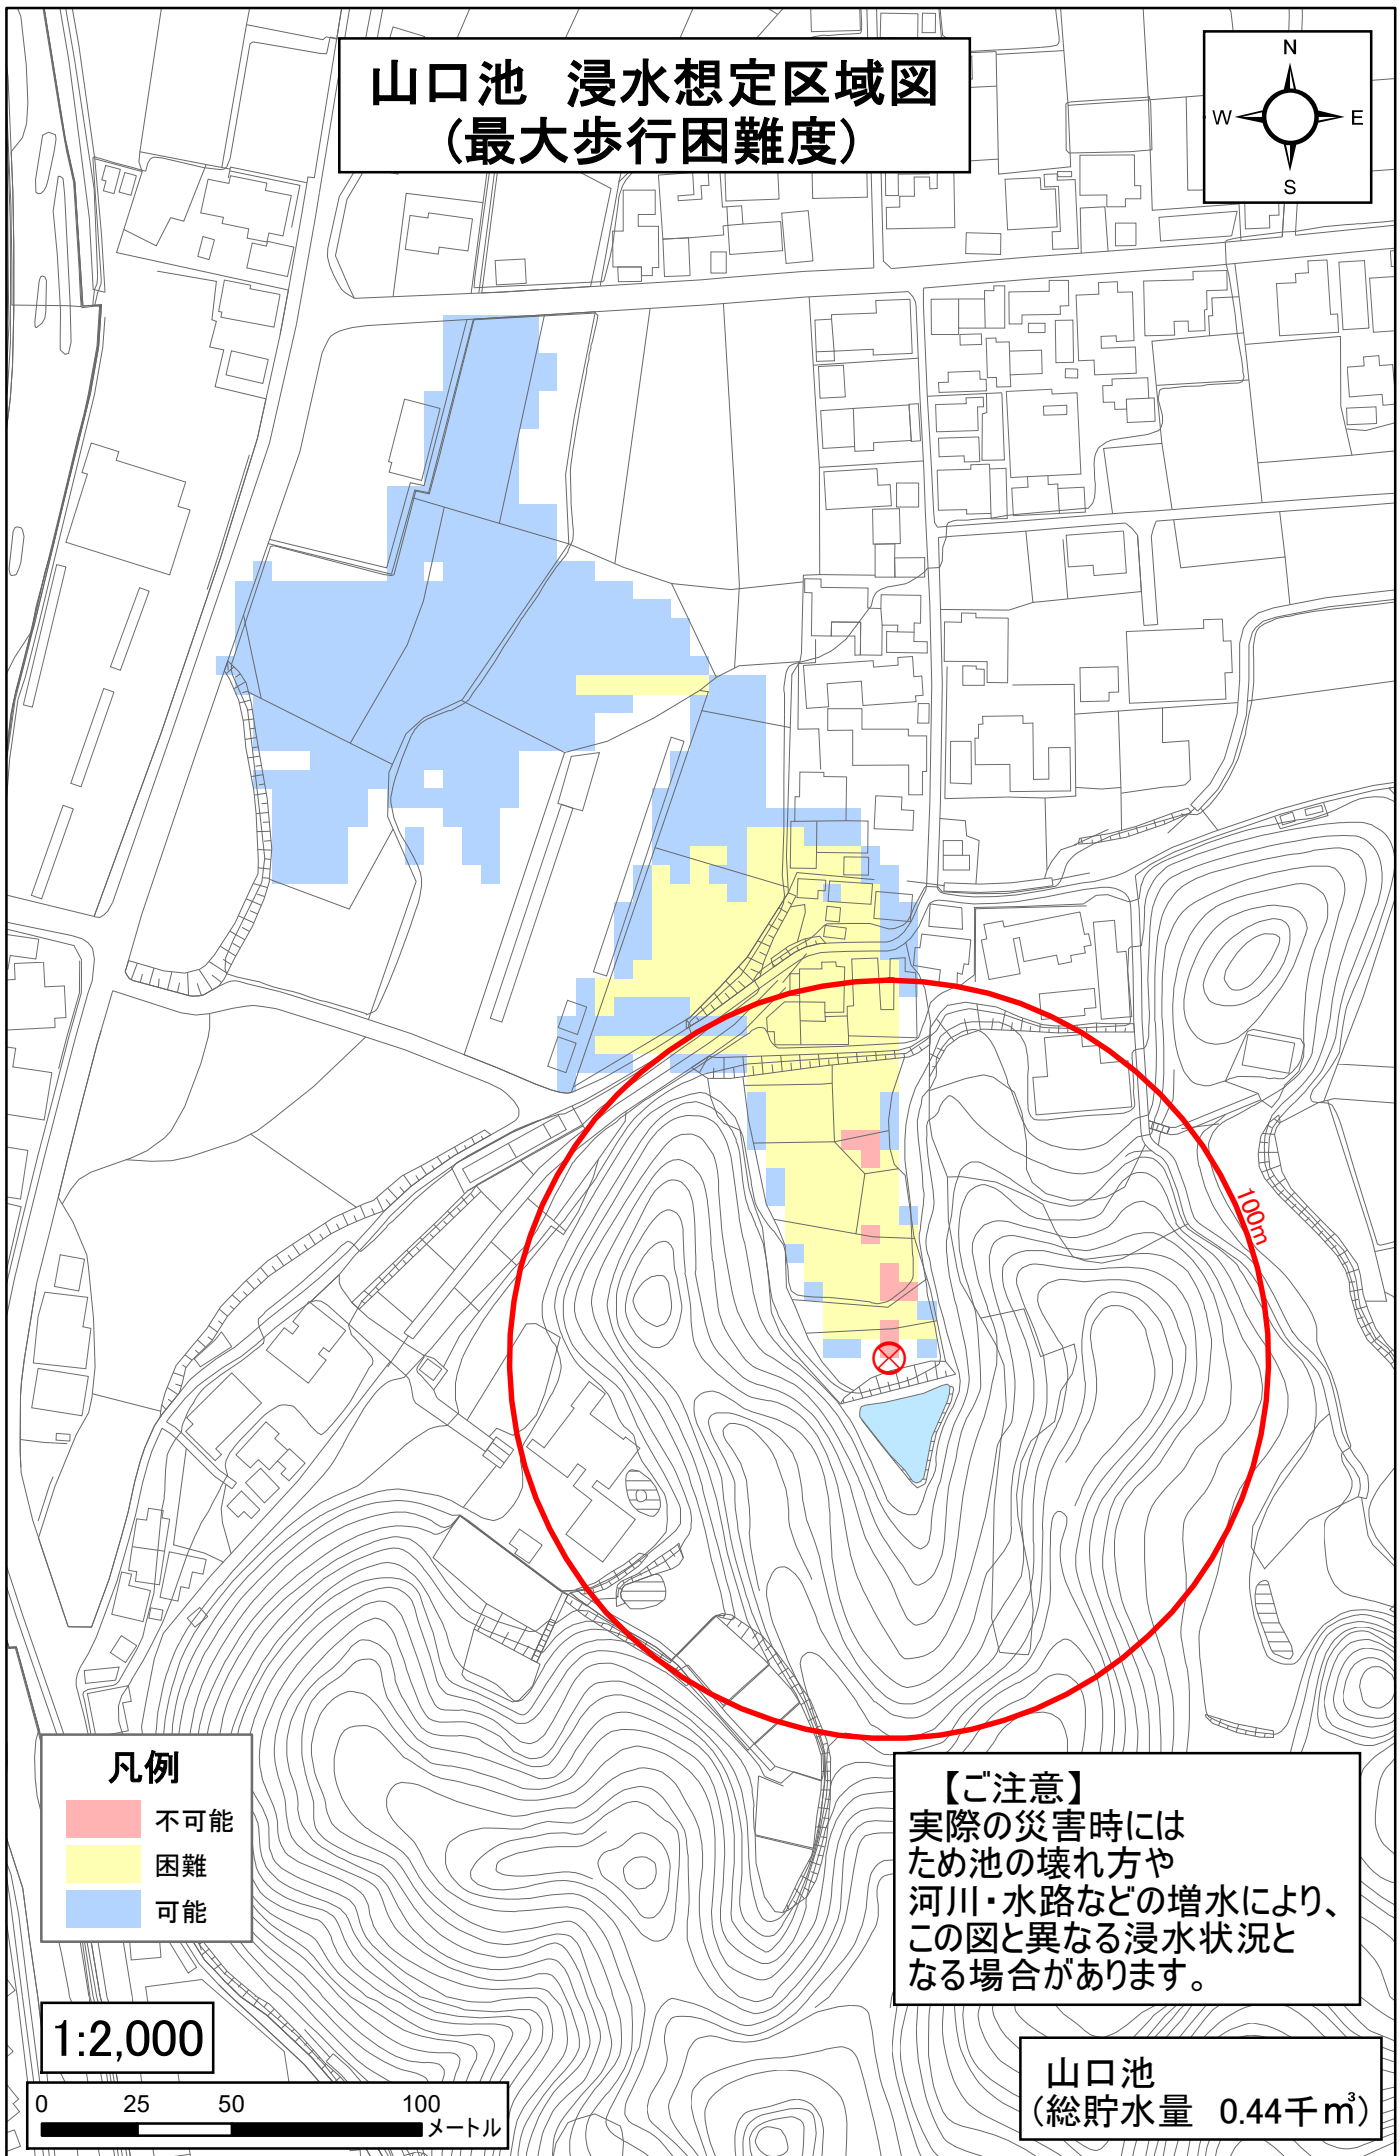 山口池　浸水想定区域図
(最大歩行困難度)
N
W E
S
100m
凡例
不可能
困難
可能
【ご注意】
実際の災害時には
ため池の壊れ方や
河川・水路などの増水により、
この図と異なる浸水状況と
なる場合があります。
1:2,000
0 25 50 100
メートル
山口池
(総貯水量　0.44千㎥)